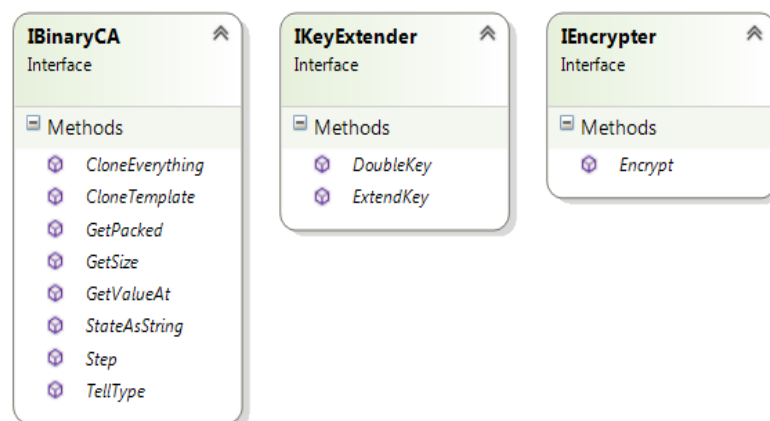 IBinaryCA
Interface
Methods
CloneEverything
CloneTemplate
GetPacked
GetSize
GetValueAt
StateAsString
Step
TellType
IKeyExtender
Interface
Methods
DoubleKey
ExtendKey
IEncrypter
Interface
Methods
Encrypt